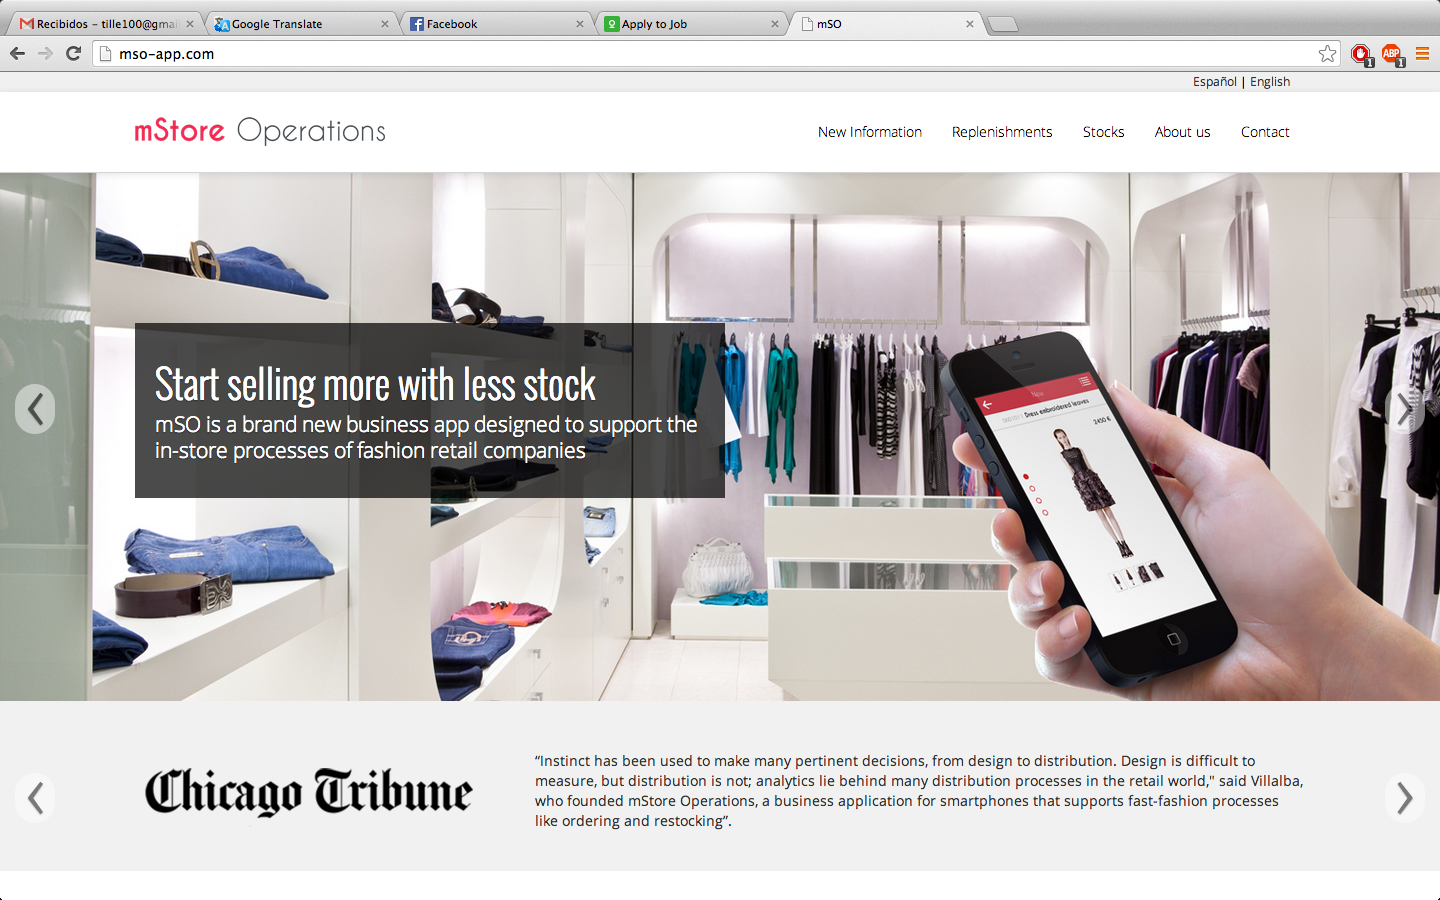 Recibidos – tille100@gmai
Google Translate
Facebook
Apply to Job
mSO
mso-app.com
ABP
1
1
Español | English
mStore Operations
New Information
Replenishments
Stocks
About us
Contact
Start selling more with less stock
mSO is a brand new business app designed to support the
in-store processes of fashion retail companies
Dress embroidered leaves
2450 €
Chicago Tribune
“Instinct has been used to make many pertinent decisions, from design to distribution. Design is difficult to
measure, but distribution is not; analytics lie behind many distribution processes in the retail world," said Villalba,
who founded mStore Operations, a business application for smartphones that supports fast-fashion processes
like ordering and restocking”.